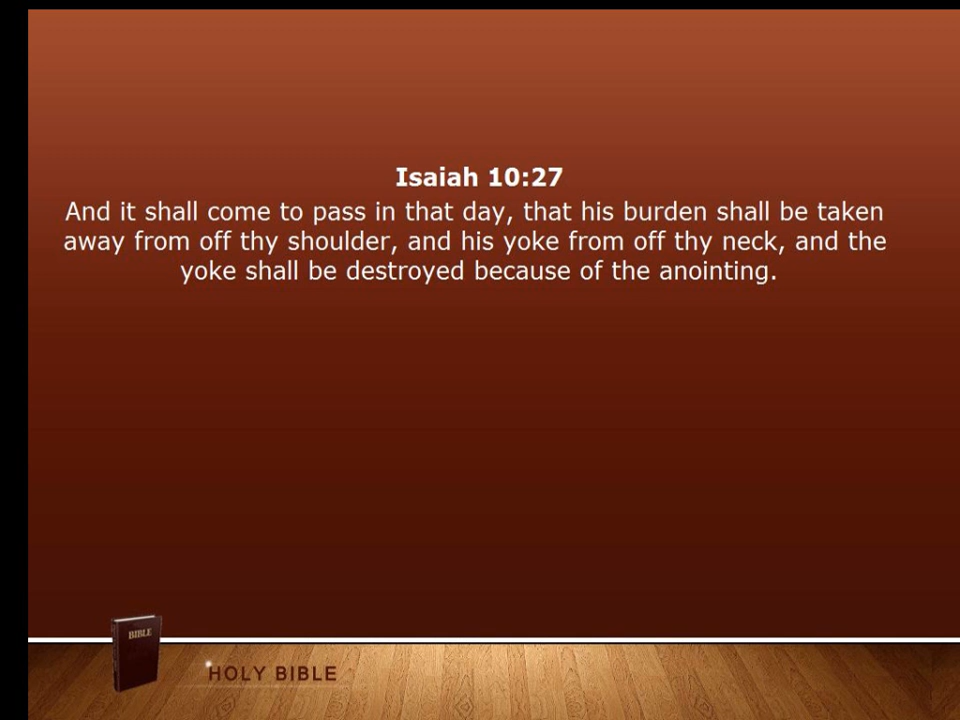 Isaiah 10:27
And it shall come to pass in that day, that his burden shall be taken
away from off thy shoulder, and his yoke from off thy neck, and the
yoke shall be destroyed because of the anointing.
BIBLE
HOLY BIBLE